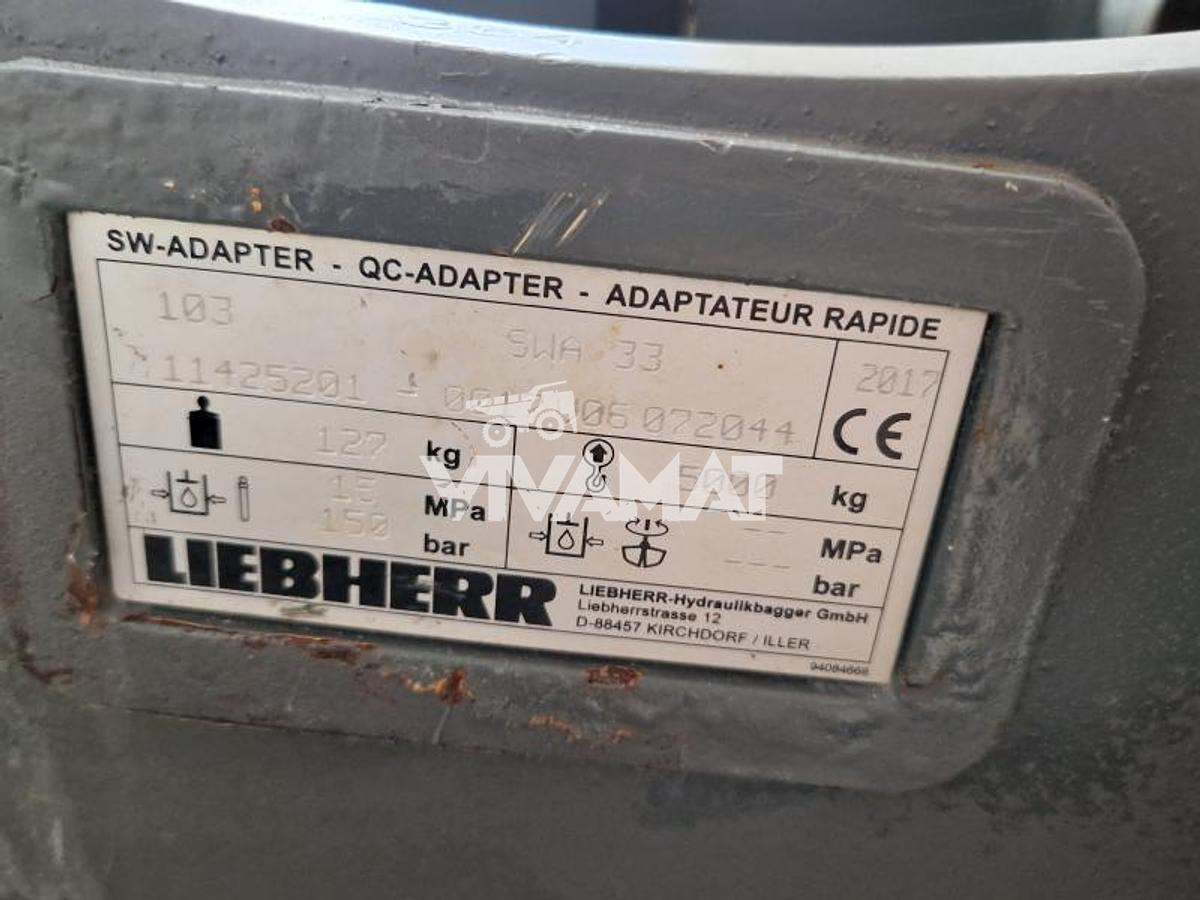 SW-ADAPTER - QC-ADAPTER - ADAPTATEUR RAPIDE
103 SWA 33 2017
11425201 - 072044 CE
127 kg 5000 kg
15 MPa -- MPa
150 bar --- bar
LIEBHERR
LIEBHERR-Hydraulikbagger GmbH
Liebherrstrasse 12
D-88457 KIRCHDORF / ILLER
94084668
VIVAMAT